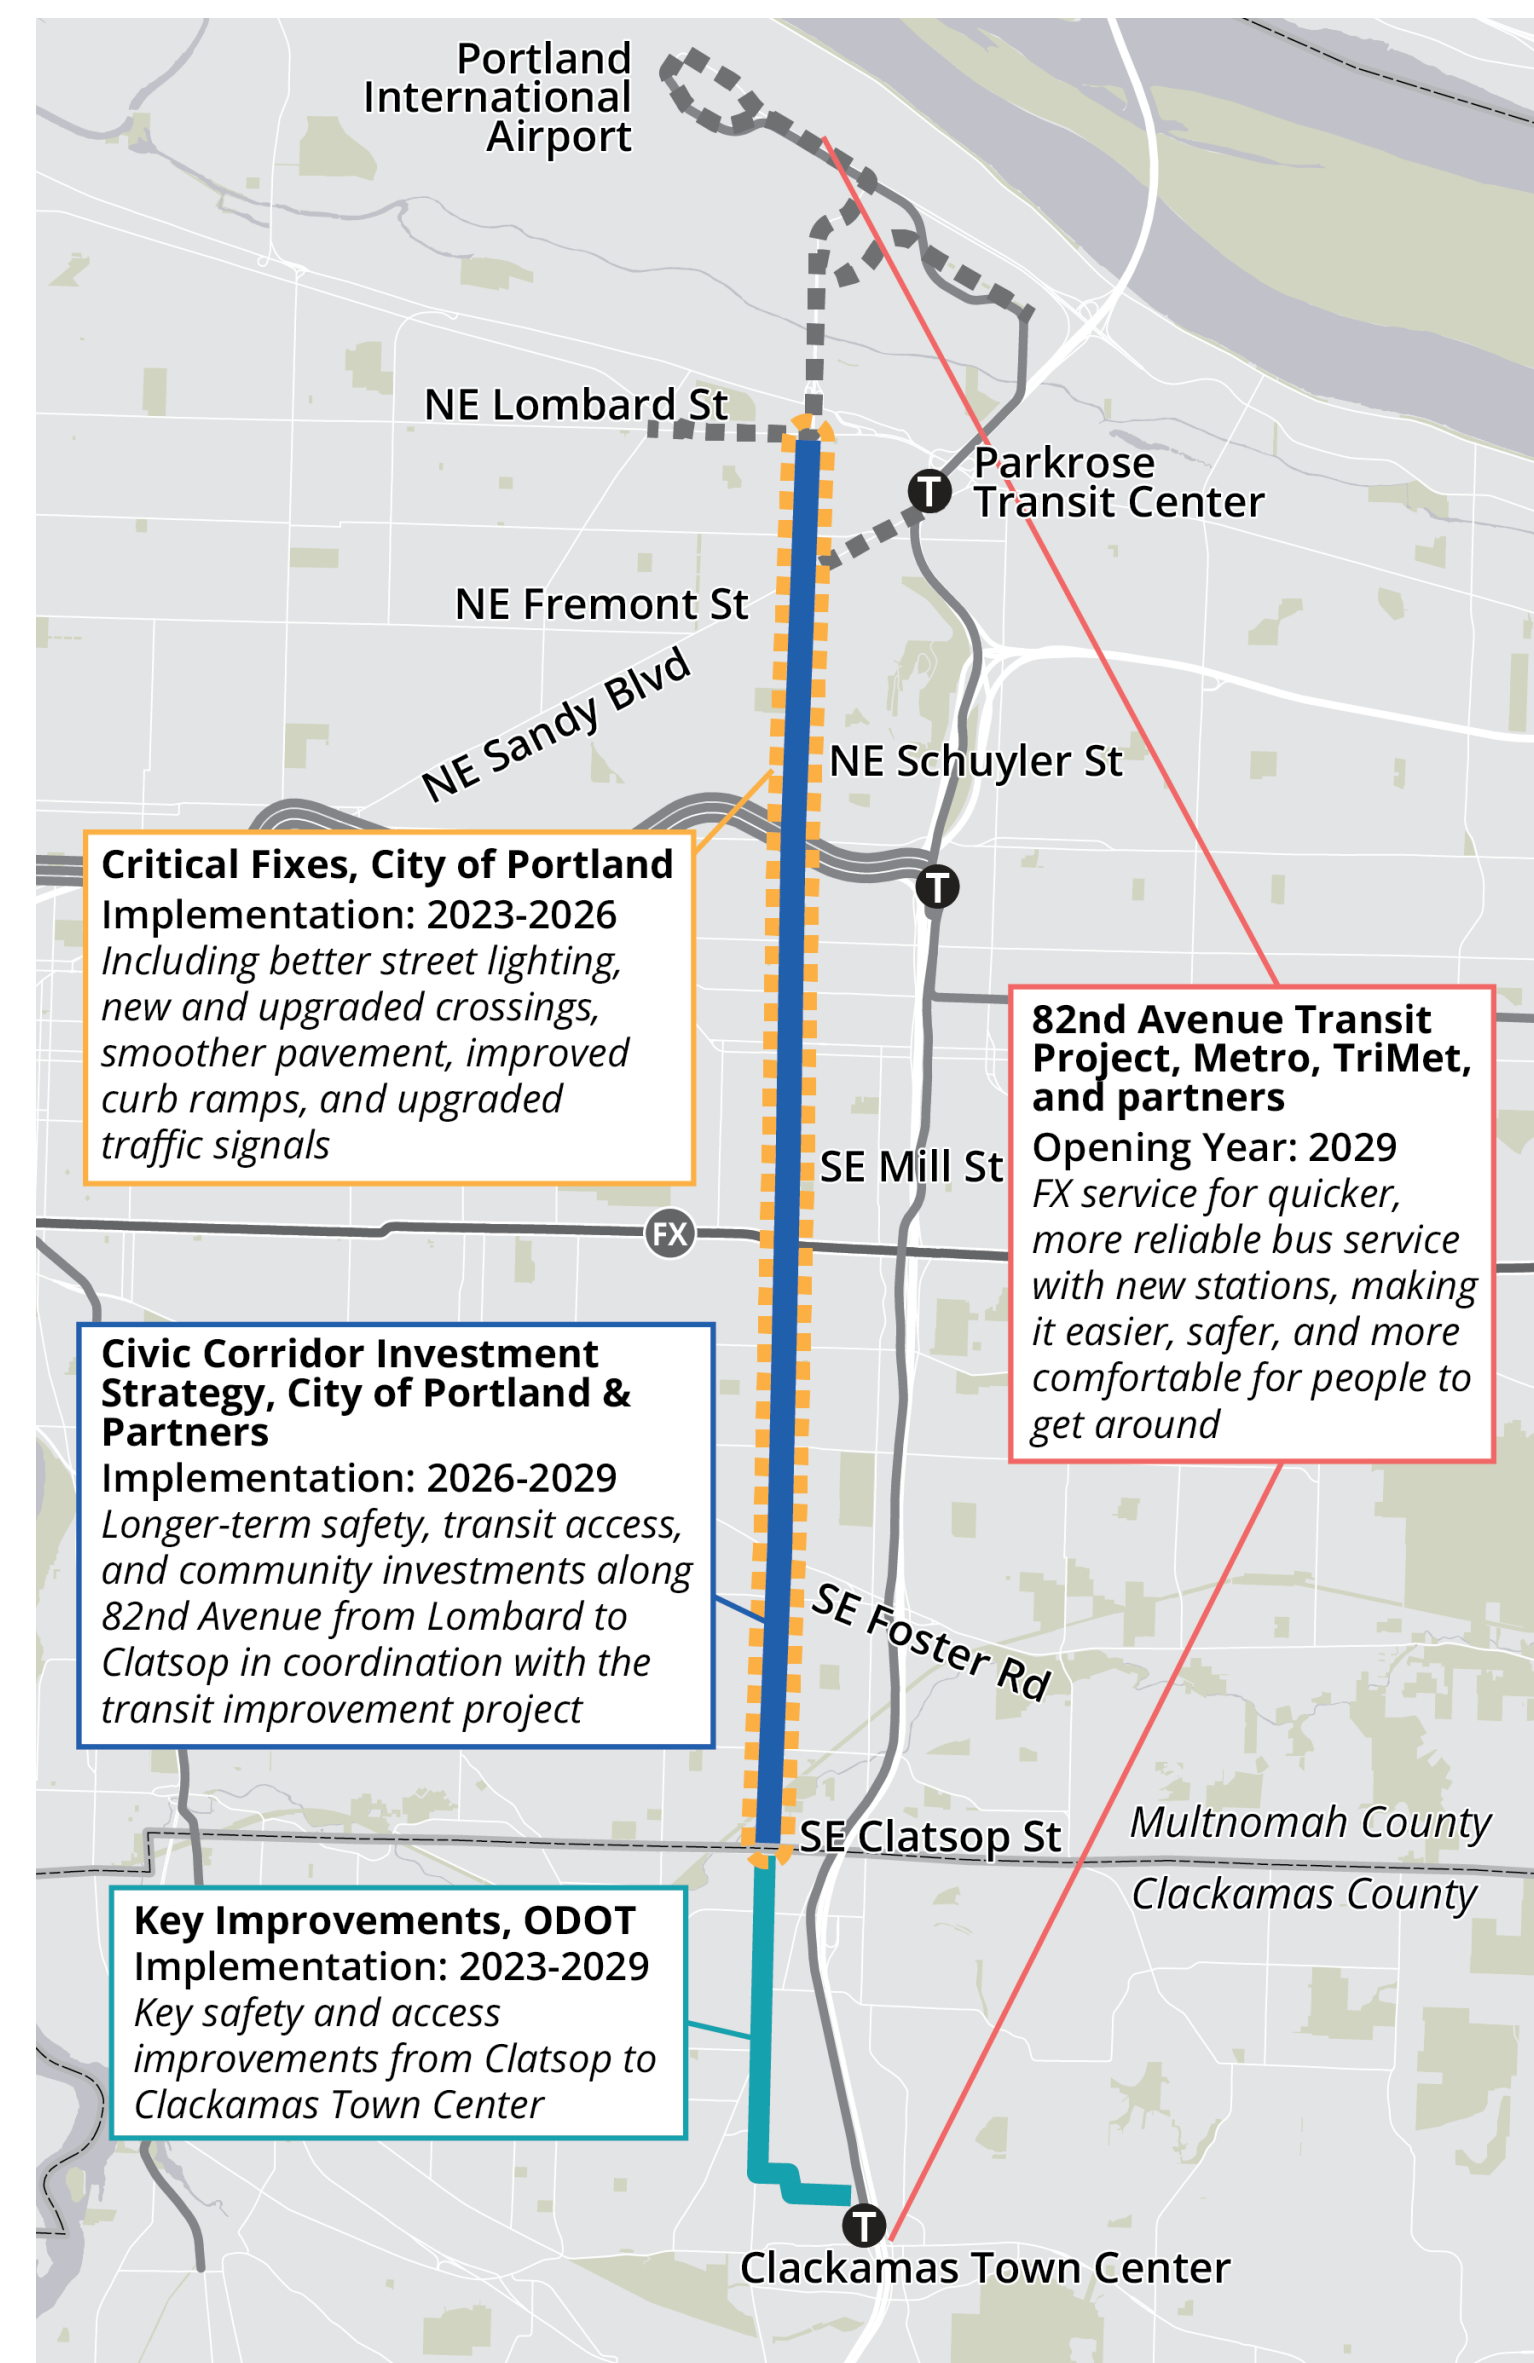 Portland
International
Airport
NE Lombard St
Parkrose
Transit Center
T
NE Fremont St
NE Sandy Blvd
NE Schuyler St
Critical Fixes, City of Portland
Implementation: 2023-2026
Including better street lighting,
new and upgraded crossings,
smoother pavement, improved
curb ramps, and upgraded
traffic signals
T
82nd Avenue Transit
Project, Metro, TriMet,
and partners
Opening Year: 2029
FX service for quicker,
more reliable bus service
with new stations, making
it easier, safer, and more
comfortable for people to
get around
SE Mill St
FX
Civic Corridor Investment
Strategy, City of Portland &
Partners
Implementation: 2026-2029
Longer-term safety, transit access,
and community investments along
82nd Avenue from Lombard to
Clatsop in coordination with the
transit improvement project
SE Foster Rd
SE Clatsop St
Multnomah County
Clackamas County
Key Improvements, ODOT
Implementation: 2023-2029
Key safety and access
improvements from Clatsop to
Clackamas Town Center
T
Clackamas Town Center